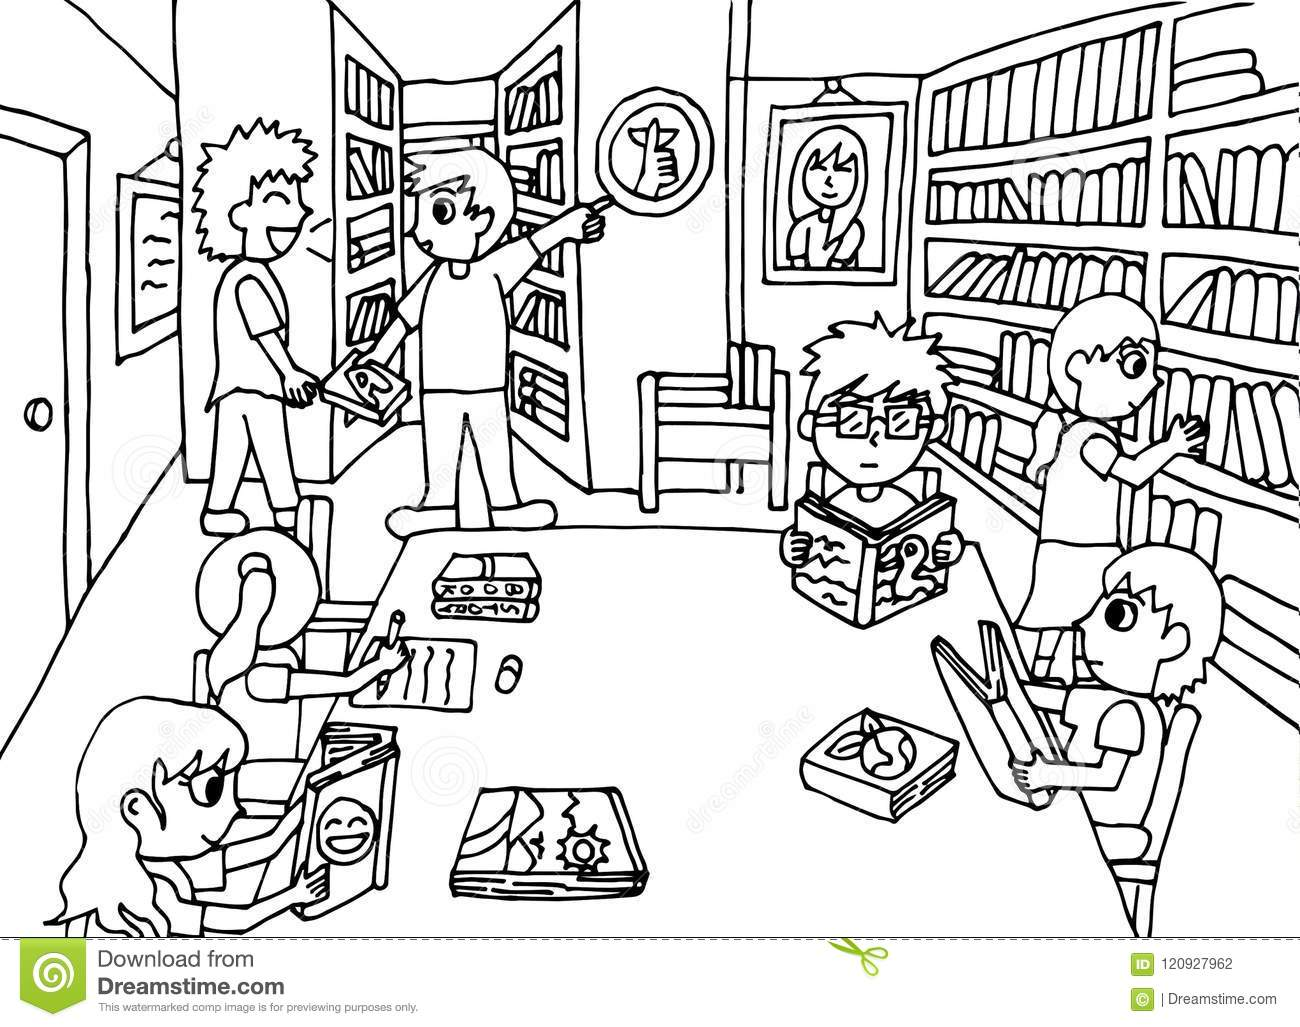 BOOK
STORY
Download from
Dreamstime.com
This watermarked comp image is for previewing purposes only.
ID 120927962
© | Dreamstime.com